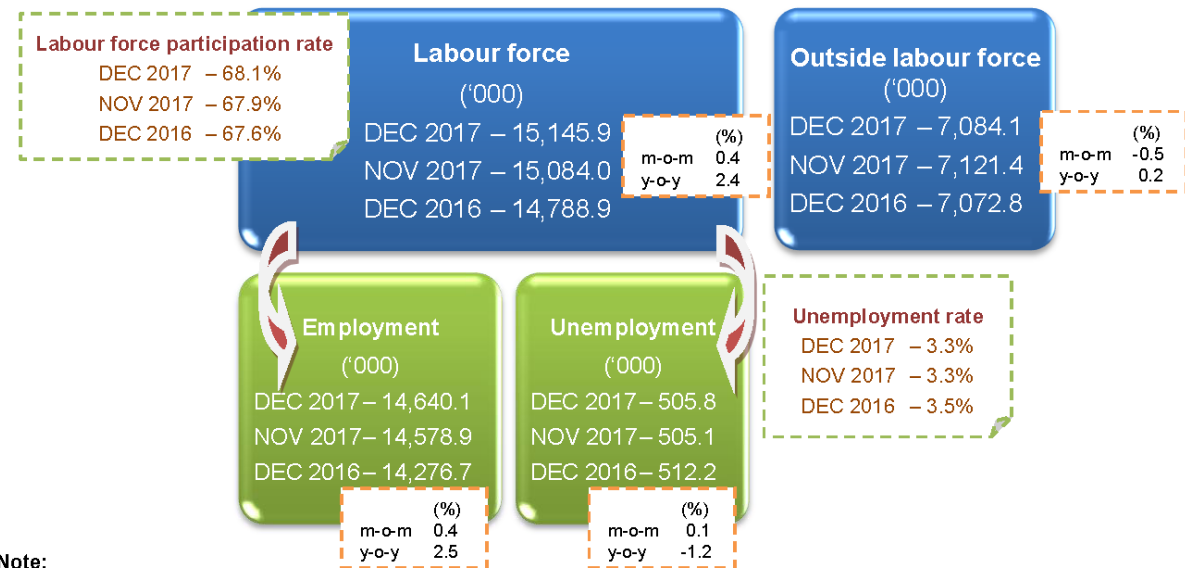 Labour force participation rate
DEC 2017 – 68.1%
NOV 2017 – 67.9%
DEC 2016 – 67.6%
Labour force
(‘000)
DEC 2017 – 15,145.9
NOV 2017 – 15,084.0
DEC 2016 – 14,788.9
(%)
m-o-m 0.4
y-o-y 2.4
Outside labour force
(‘000)
DEC 2017 – 7,084.1
NOV 2017 – 7,121.4
DEC 2016 – 7,072.8
(%)
m-o-m -0.5
y-o-y 0.2
Employment
(‘000)
DEC 2017 – 14,640.1
NOV 2017 – 14,578.9
DEC 2016 – 14,276.7
(%)
m-o-m 0.4
y-o-y 2.5
Unemployment
(‘000)
DEC 2017 – 505.8
NOV 2017 – 505.1
DEC 2016 – 512.2
(%)
m-o-m 0.1
y-o-y -1.2
Unemployment rate
DEC 2017 – 3.3%
NOV 2017 – 3.3%
DEC 2016 – 3.5%
Note: